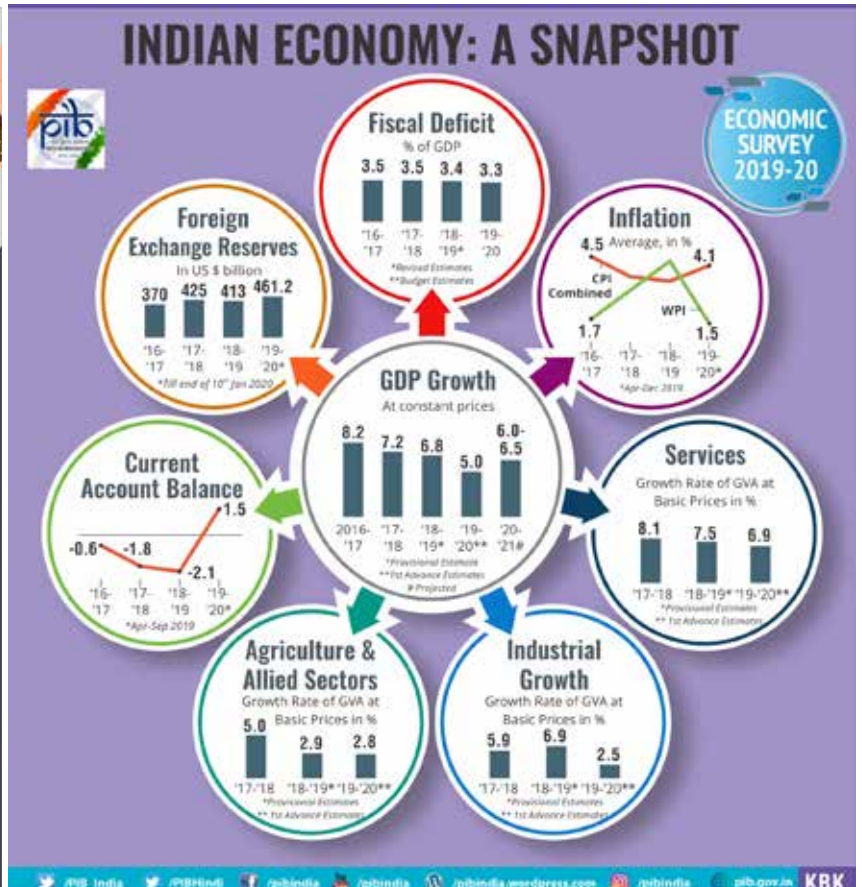 INDIAN ECONOMY: A SNAPSHOT
pib
ECONOMIC
SURVEY
2019-20
Fiscal Deficit
% of GDP
3.5 3.5 3.4 3.3
'16-'17 '17-'18 '18-'19* '19-'20
*Revised Estimates
**Budget Estimates
Foreign
Exchange Reserves
In US $ billion
370 425 413 461.2
'16-'17 '17-'18 '18-'19 '19-'20*
*Till end of 10th Jan 2020
Inflation
Average, in %
4.5 4.1
CPI
Combined
WPI
1.7 1.5
'16-'17 '17-'18 '18-'19 '19-'20*
*Apr-Dec 2019
GDP Growth
At constant prices
8.2 7.2 6.8 5.0 6.0-6.5
2016-'17 '17-'18 '18-'19* '19-'20** '20-'21#
*Provisional Estimate
**1st Advance Estimates
# Projected
Current
Account Balance
-0.6 -1.8 -2.1 1.5
'16-'17 '17-'18 '18-'19 '19-'20*
*Apr-Sep 2019
Services
Growth Rate of GVA at
Basic Prices in %
8.1 7.5 6.9
'17-'18 '18-'19* '19-'20**
*Provisional Estimates
** 1st Advance Estimates
Agriculture &
Allied Sectors
Growth Rate of GVA at
Basic Prices in %
5.0 2.9 2.8
'17-'18 '18-'19* '19-'20**
*Provisional Estimates
** 1st Advance Estimates
Industrial
Growth
Growth Rate of GVA at
Basic Prices in %
5.9 6.9 2.5
'17-'18 '18-'19* '19-'20**
*Provisional Estimates
** 1st Advance Estimates
/PIB_India /PIBHindi /pibindia /pibindia /pibindia.wordpress.com /pibindia pib.gov.in KBK